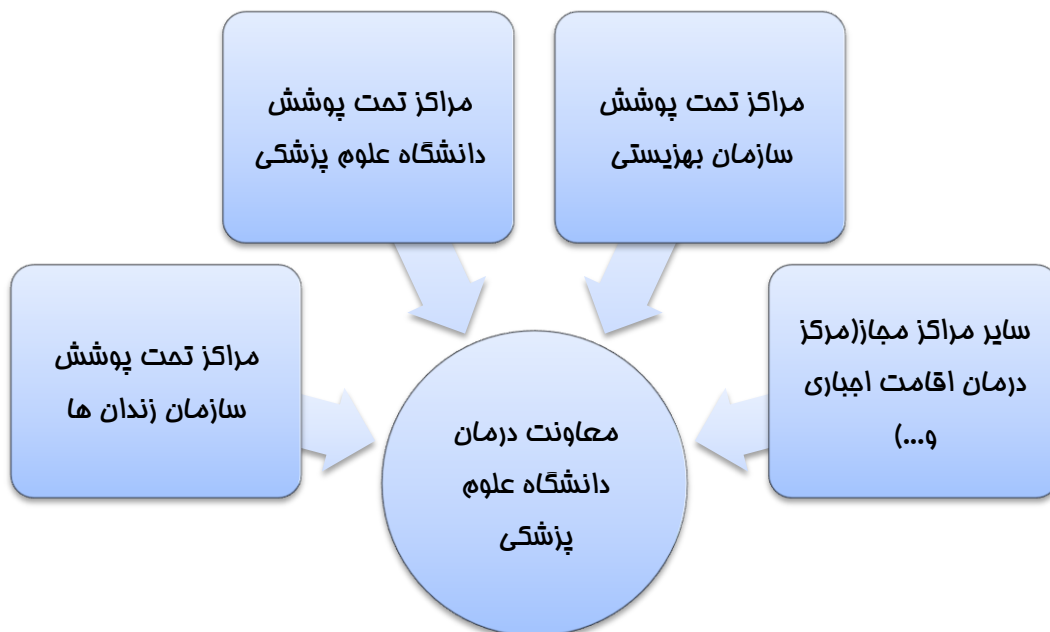 مراکز تحت پوشش
سازمان بهزیستی
مراکز تحت پوشش
دانشگاه علوم پزشکی
سایر مراکز مجاز(مرکز
درمان اقامت اجباری
و...)
مراکز تحت پوشش
سازمان زندان ها
معاونت درمان
دانشگاه علوم
پزشکی